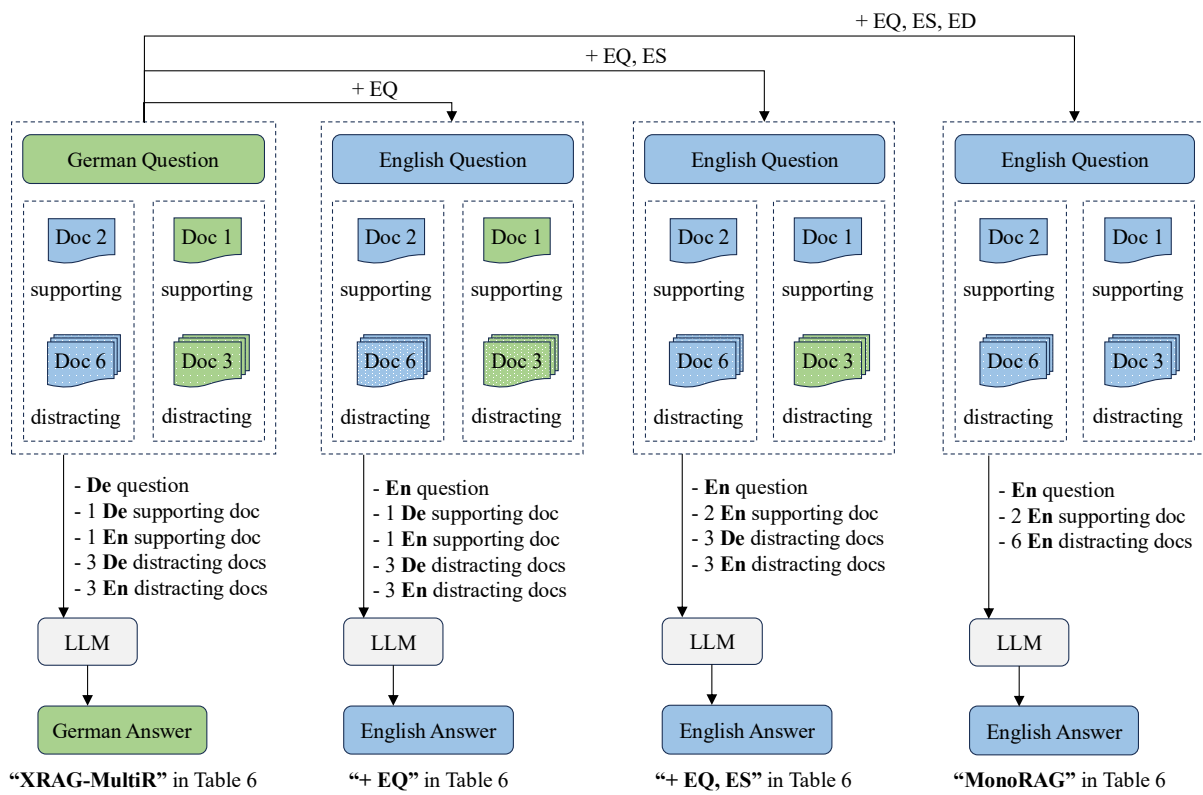 + EQ, ES, ED
+ EQ, ES
+ EQ
German Question
Doc 2
supporting
Doc 1
supporting
Doc 6
distracting
Doc 3
distracting
- De question
- 1 De supporting doc
- 1 En supporting doc
- 3 De distracting docs
- 3 En distracting docs
LLM
German Answer
“XRAG-MultiR” in Table 6
English Question
Doc 2
supporting
Doc 1
supporting
Doc 6
distracting
Doc 3
distracting
- En question
- 1 De supporting doc
- 1 En supporting doc
- 3 De distracting docs
- 3 En distracting docs
LLM
English Answer
“+ EQ” in Table 6
English Question
Doc 2
supporting
Doc 1
supporting
Doc 6
distracting
Doc 3
distracting
- En question
- 2 En supporting doc
- 3 De distracting docs
- 3 En distracting docs
LLM
English Answer
“+ EQ, ES” in Table 6
English Question
Doc 2
supporting
Doc 1
supporting
Doc 6
distracting
Doc 3
distracting
- En question
- 2 En supporting doc
- 6 En distracting docs
LLM
English Answer
“MonoRAG” in Table 6